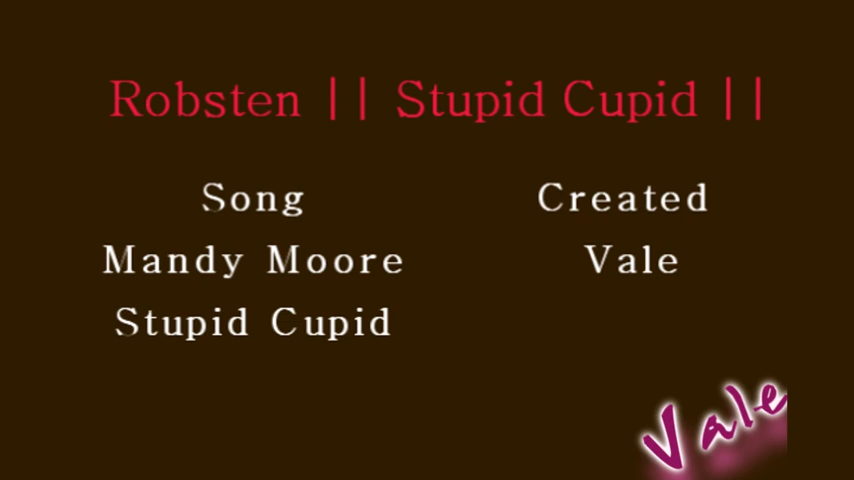 Robsten || Stupid Cupid ||
Song
Mandy Moore
Stupid Cupid
Created
Vale
Vale